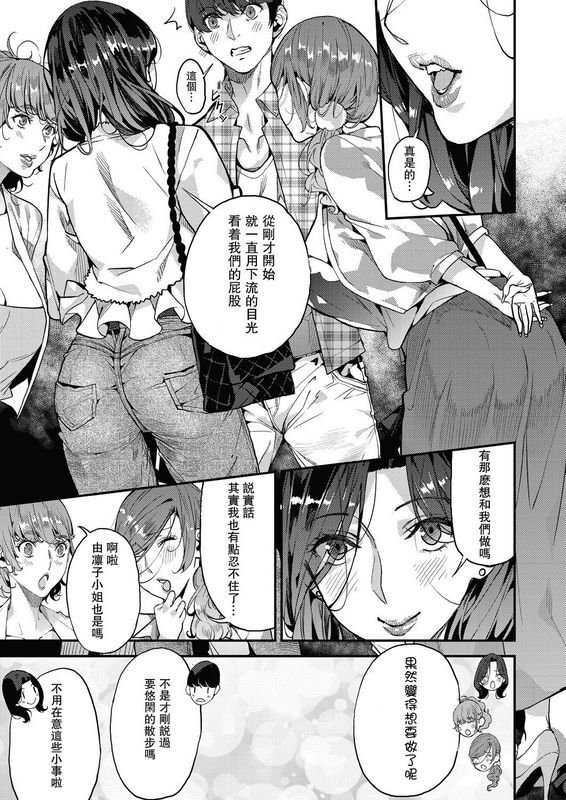 真是的…
這個…
從剛才開始
就一直用下流的目光
看着我們的屁股
有那麼想和我們做嗎
説實話
其實我也有點忍不住了…
啊啦
由凛子小姐也是嗎
果然變得想要做了呢
不是才剛説過
要悠閑的散步嗎
不用在意這些小事啦